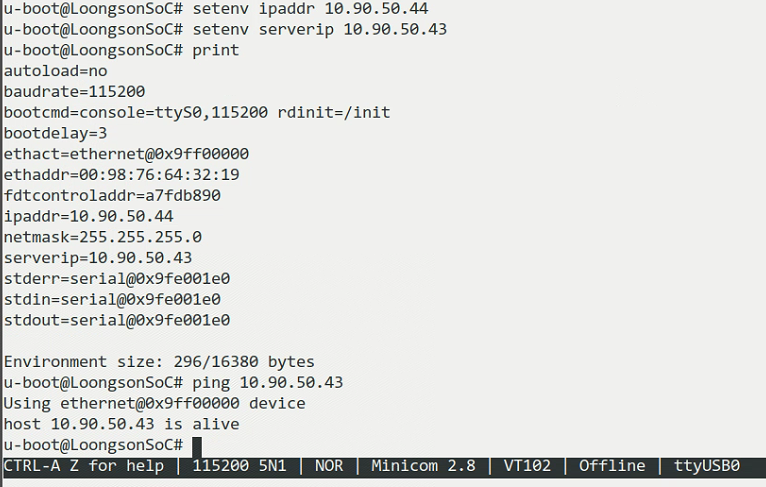 u-boot@LoongsonSoC# setenv ipaddr 10.90.50.44
u-boot@LoongsonSoC# setenv serverip 10.90.50.43
u-boot@LoongsonSoC# print
autoload=no
baudrate=115200
bootcmd=console=ttyS0,115200 rdinit=/init
bootdelay=3
ethact=ethernet@0x9ff00000
ethaddr=00:98:76:64:32:19
fdtcontroladdr=a7fdb890
ipaddr=10.90.50.44
netmask=255.255.255.0
serverip=10.90.50.43
stderr=serial@0x9fe001e0
stdin=serial@0x9fe001e0
stdout=serial@0x9fe001e0
Environment size: 296/16380 bytes
u-boot@LoongsonSoC# ping 10.90.50.43
Using ethernet@0x9ff00000 device
host 10.90.50.43 is alive
u-boot@LoongsonSoC#
CTRL-A Z for help | 115200 5N1 | NOR | Minicom 2.8 | VT102 | Offline | ttyUSB0